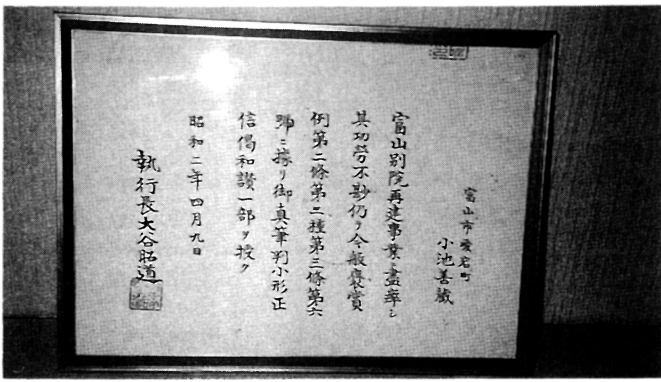 富山市愛宕町
小池善蔵
富山別院再建事業ニ盡率シ
其功労不尠仍テ今般褒賞
例第二條第二種第三條第六
号ニ據リ御真筆判小形正
信偈和讃一部ヲ授ク
昭和二年四月九日
執行長大谷昭道